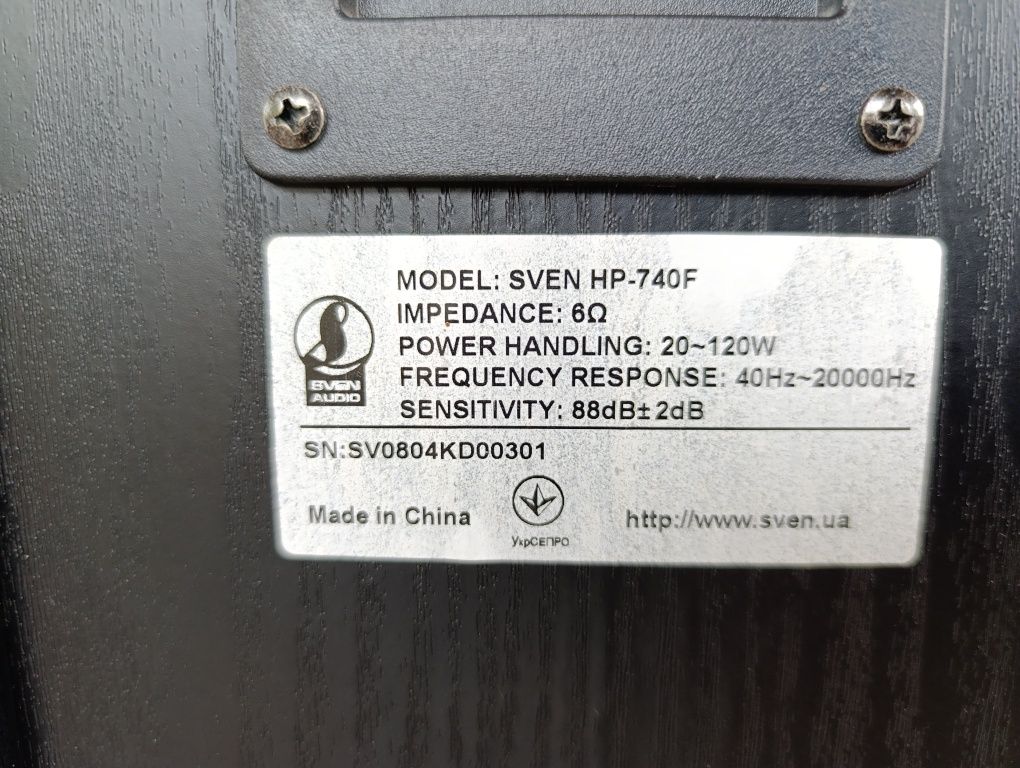 MODEL: SVEN HP-740F
IMPEDANCE: 6Ω
POWER HANDLING: 20~120W
FREQUENCY RESPONSE: 40Hz~20000Hz
SENSITIVITY: 88dB±2dB
SVEN
AUDIO
SN:SV0804KD00301
Made in China
УкрСЕПРО
http://www.sven.ua